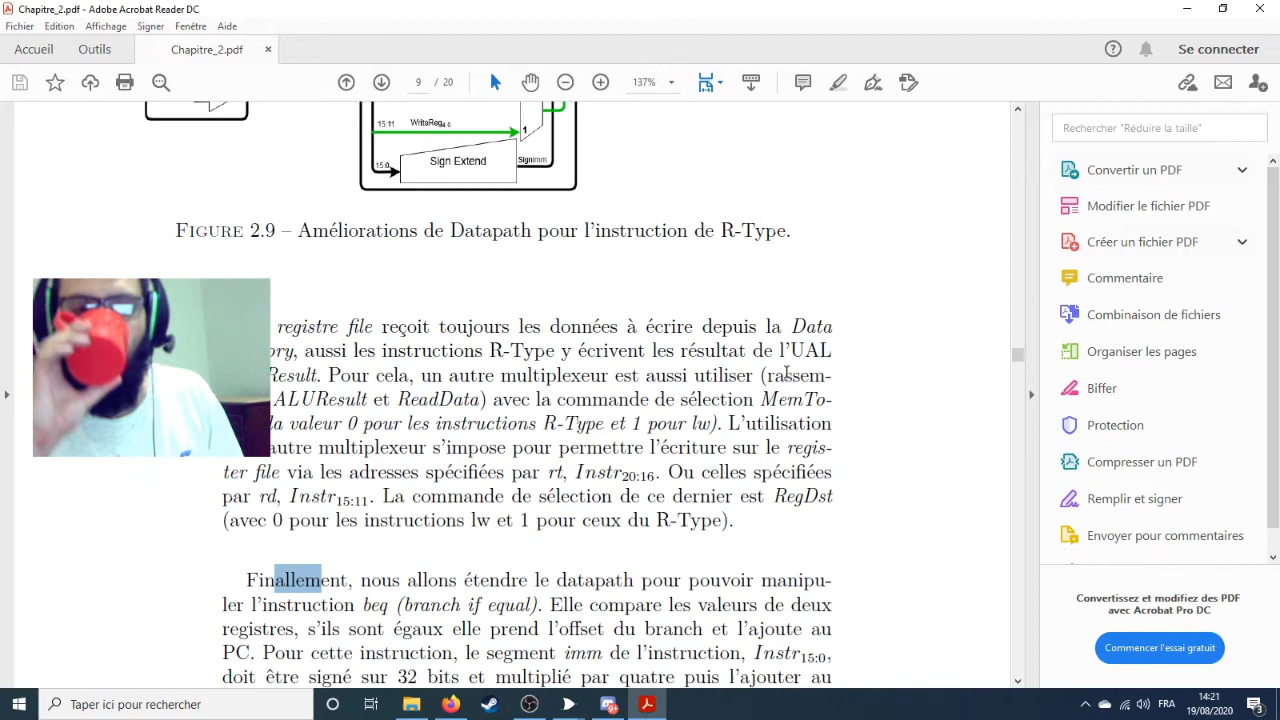 Chapitre_2.pdf - Adobe Acrobat Reader DC
Fichier Edition Affichage Signer Fenêtre Aide
Accueil Outils Chapitre_2.pdf × Se connecter
9 / 20 137%
15:11 WriteReg4:0 1
15:0 Sign Extend SignImm
FIGURE 2.9 – Améliorations de Datapath pour l'instruction de R-Type.
registre file reçoit toujours les données à écrire depuis la Data
ory, aussi les instructions R-Type y écrivent les résultat de l'UAL
Result. Pour cela, un autre multiplexeur est aussi utiliser (rassem-
ALUResult et ReadData) avec la commande de sélection MemTo-
la valeur 0 pour les instructions R-Type et 1 pour lw). L'utilisation
autre multiplexeur s'impose pour permettre l'écriture sur le regis-
ter file via les adresses spécifiées par rt, Instr20:16. Ou celles spécifiées
par rd, Instr15:11. La commande de sélection de ce dernier est RegDst
(avec 0 pour les instructions lw et 1 pour ceux du R-Type).
Finallement, nous allons étendre le datapath pour pouvoir manipu-
ler l'instruction beq (branch if equal). Elle compare les valeurs de deux
registres, s'ils sont égaux elle prend l'offset du branch et l'ajoute au
PC. Pour cette instruction, le segment imm de l'instruction, Instr15:0,
doit être signé sur 32 bits et multiplié par quatre puis l'ajouter au
Rechercher "Réduire la taille"
Convertir un PDF
Modifier le fichier PDF
Créer un fichier PDF
Commentaire
Combinaison de fichiers
Organiser les pages
Biffer
Protection
Compresser un PDF
Remplir et signer
Envoyer pour commentaires
Convertissez et modifiez des PDF
avec Acrobat Pro DC
Commencer l'essai gratuit
Taper ici pour rechercher
FRA
14:21
19/08/2020
3